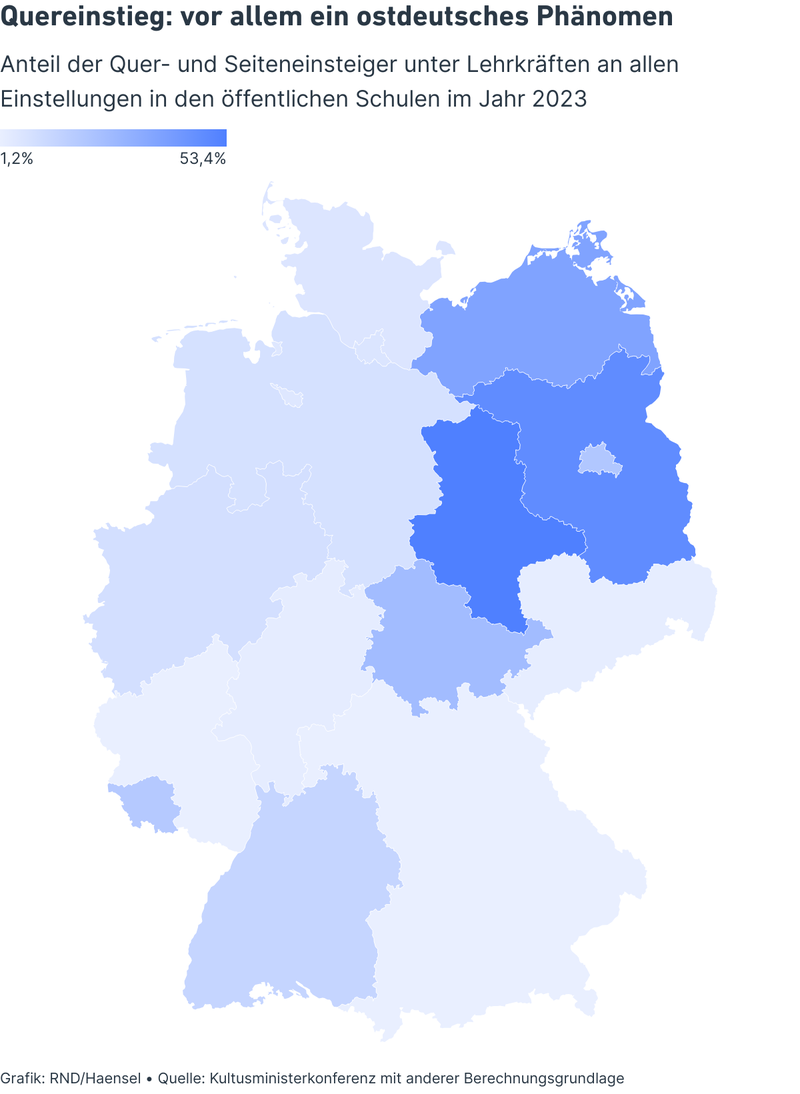 Quereinstieg: vor allem ein ostdeutsches Phänomen
Anteil der Quer- und Seiteneinsteiger unter Lehrkräften an allen
Einstellungen in den öffentlichen Schulen im Jahr 2023
1,2% 53,4%
Grafik: RND/Haensel • Quelle: Kultusministerkonferenz mit anderer Berechnungsgrundlage